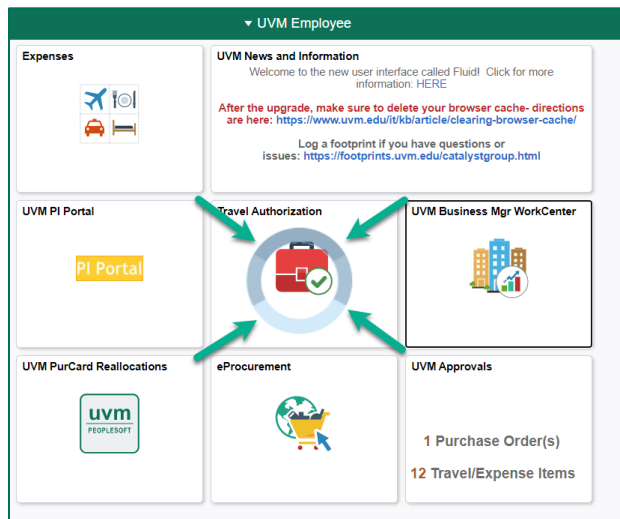 UVM Employee
Expenses
UVM News and Information
Welcome to the new user interface called Fluid! Click for more
information: HERE
After the upgrade, make sure to delete your browser cache- directions
are here: https://www.uvm.edu/it/kb/article/clearing-browser-cache/
Log a footprint if you have questions or
issues: https://footprints.uvm.edu/catalystgroup.html
UVM PI Portal
PI Portal
Travel Authorization
UVM Business Mgr WorkCenter
UVM PurCard Reallocations
uvm
PEOPLESOFT
eProcurement
UVM Approvals
1 Purchase Order(s)
12 Travel/Expense Items